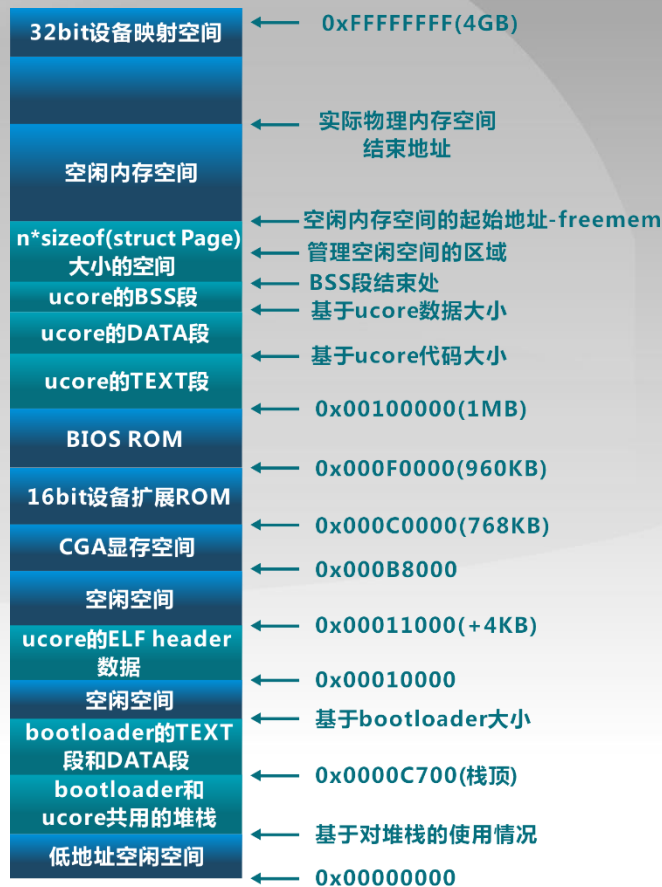 32bit设备映射空间
0xFFFFFFFF(4GB)
实际物理内存空间
结束地址
空闲内存空间
空闲内存空间的起始地址-freemem
n*sizeof(struct Page)
大小的空间
管理空闲空间的区域
BSS段结束处
ucore的BSS段
基于ucore数据大小
ucore的DATA段
基于ucore代码大小
ucore的TEXT段
0x00100000(1MB)
BIOS ROM
0x000F0000(960KB)
16bit设备扩展ROM
0x000C0000(768KB)
CGA显存空间
0x000B8000
空闲空间
0x00011000(+4KB)
ucore的ELF header
数据
0x00010000
空闲空间
基于bootloader大小
bootloader的TEXT
段和DATA段
0x0000C700(栈顶)
bootloader和
ucore共用的堆栈
基于对堆栈的使用情况
低地址空闲空间
0x00000000